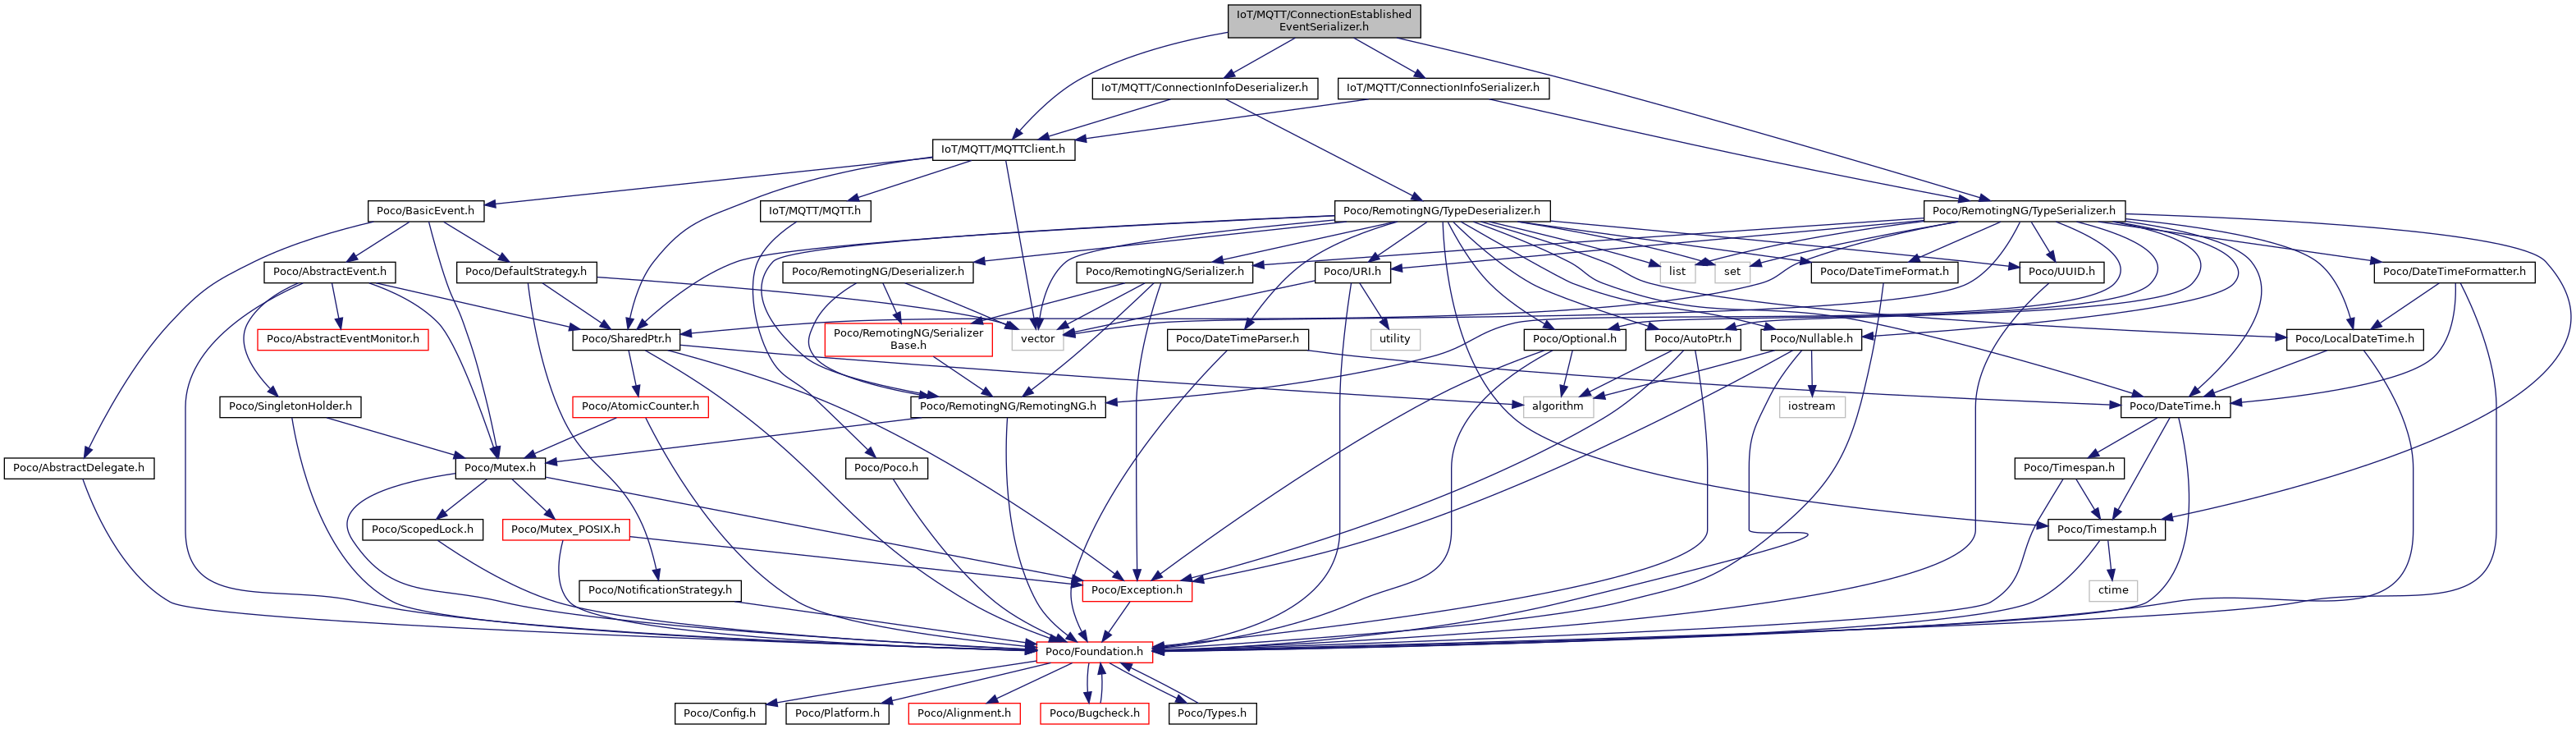 IoT/MQTT/ConnectionEstablished
EventSerializer.h
IoT/MQTT/ConnectionInfoDeserializer.h
IoT/MQTT/ConnectionInfoSerializer.h
IoT/MQTT/MQTTClient.h
Poco/BasicEvent.h
IoT/MQTT/MQTT.h
Poco/RemotingNG/TypeDeserializer.h
Poco/RemotingNG/TypeSerializer.h
Poco/AbstractEvent.h
Poco/DefaultStrategy.h
Poco/RemotingNG/Deserializer.h
Poco/RemotingNG/Serializer.h
Poco/URI.h
list
set
Poco/DateTimeFormat.h
Poco/UUID.h
Poco/DateTimeFormatter.h
Poco/AbstractEventMonitor.h
Poco/SharedPtr.h
Poco/RemotingNG/Serializer
Base.h
vector
Poco/DateTimeParser.h
utility
Poco/Optional.h
Poco/AutoPtr.h
Poco/Nullable.h
Poco/LocalDateTime.h
Poco/SingletonHolder.h
Poco/AtomicCounter.h
Poco/RemotingNG/RemotingNG.h
algorithm
iostream
Poco/DateTime.h
Poco/AbstractDelegate.h
Poco/Mutex.h
Poco/Poco.h
Poco/Timespan.h
Poco/ScopedLock.h
Poco/Mutex_POSIX.h
Poco/Timestamp.h
Poco/NotificationStrategy.h
Poco/Exception.h
ctime
Poco/Foundation.h
Poco/Config.h
Poco/Platform.h
Poco/Alignment.h
Poco/Bugcheck.h
Poco/Types.h